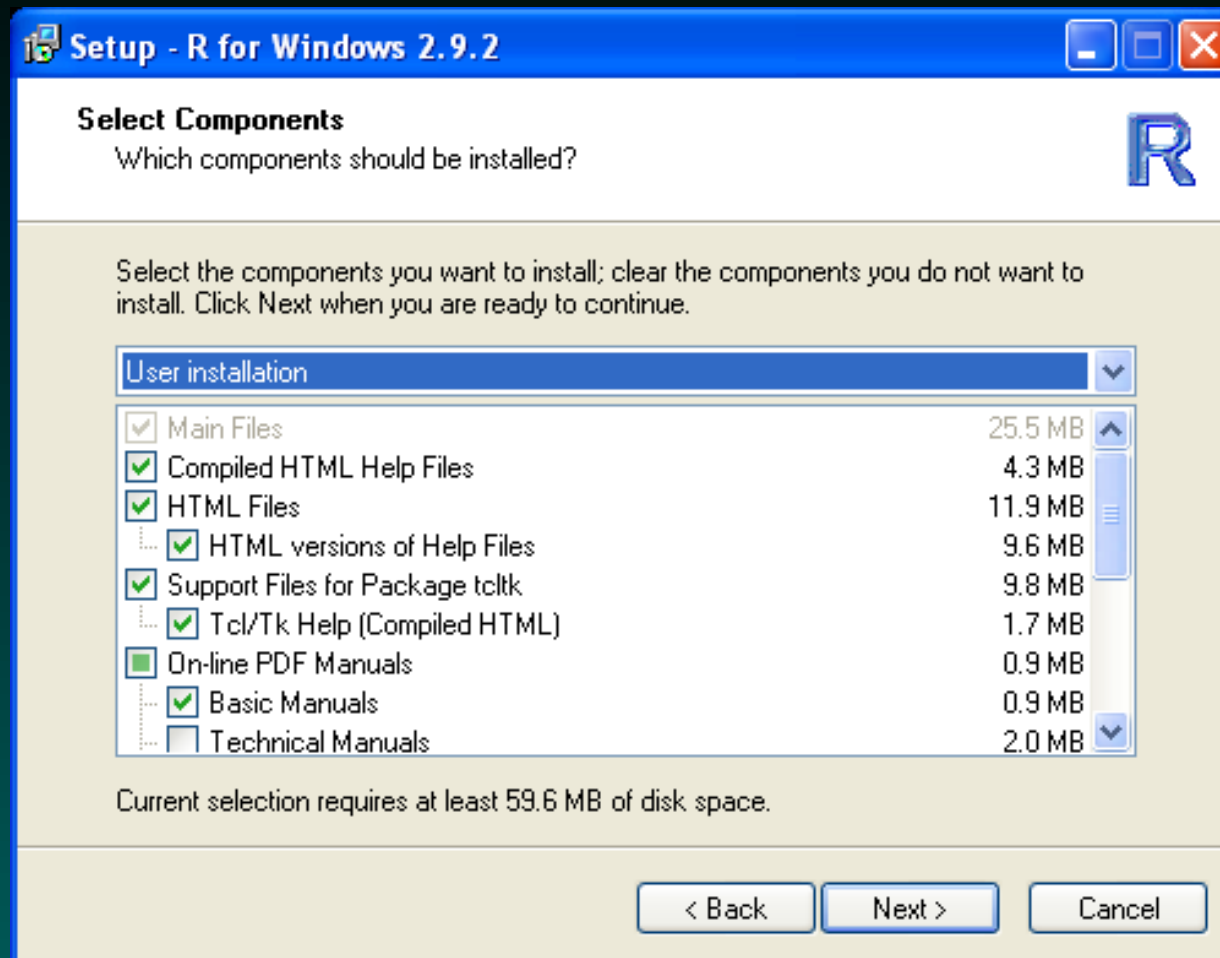 Setup - R for Windows 2.9.2
Select Components
Which components should be installed?
R
Select the components you want to install; clear the components you do not want to
install. Click Next when you are ready to continue.
User installation
Main Files 25.5 MB
Compiled HTML Help Files 4.3 MB
HTML Files 11.9 MB
HTML versions of Help Files 9.6 MB
Support Files for Package tcltk 9.8 MB
Tcl/Tk Help (Compiled HTML) 1.7 MB
On-line PDF Manuals 0.9 MB
Basic Manuals 0.9 MB
Technical Manuals 2.0 MB
Current selection requires at least 59.6 MB of disk space.
< Back Next > Cancel